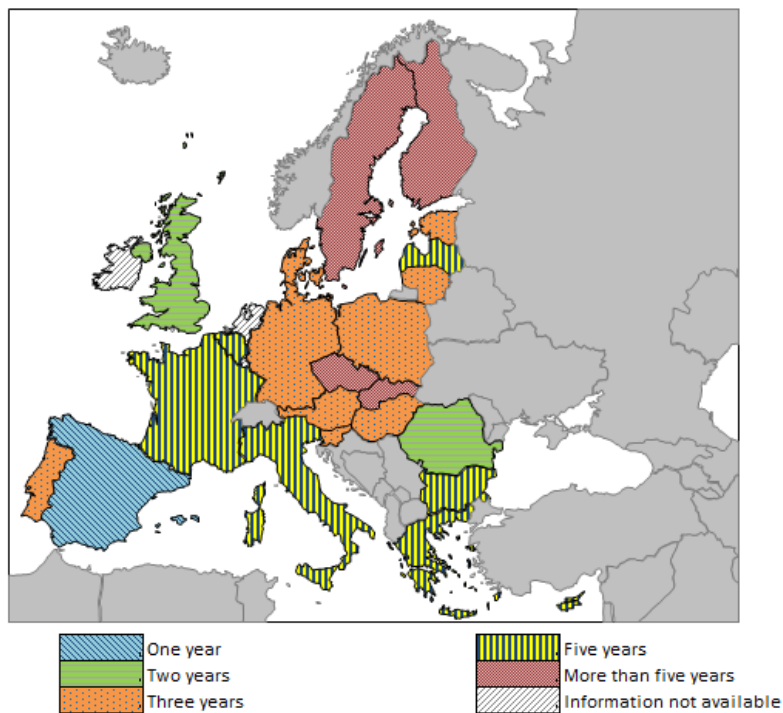 One year
Two years
Three years
Five years
More than five years
Information not available